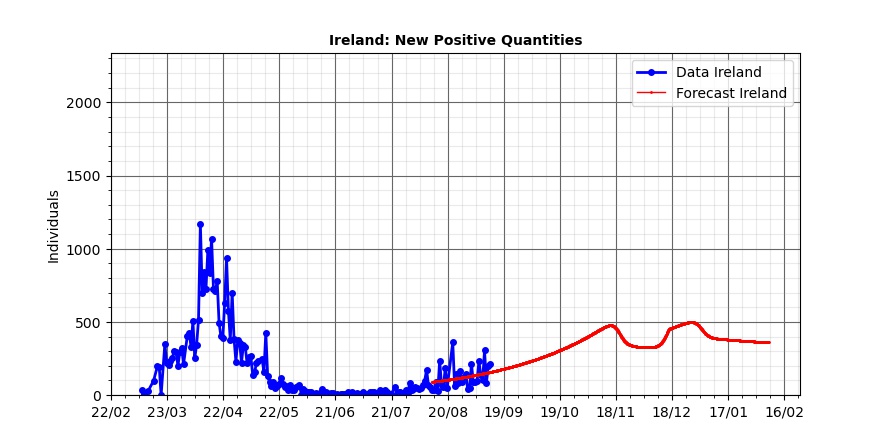 Ireland: New Positive Quantities
Data Ireland
Forecast Ireland
Individuals
2000
1500
1000
500
0
22/02 23/03 22/04 22/05 21/06 21/07 20/08 19/09 19/10 18/11 18/12 17/01 16/02